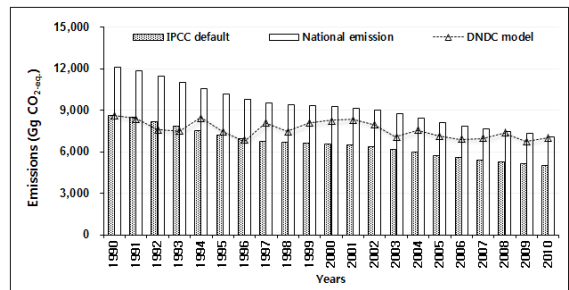 15,000
IPCC default
National emission
DNDC model
12,000
9,000
6,000
3,000
0
Emissions (Gg CO2-eq.)
1990 1991 1992 1993 1994 1995 1996 1997 1998 1999 2000 2001 2002 2003 2004 2005 2006 2007 2008 2009 2010
Years